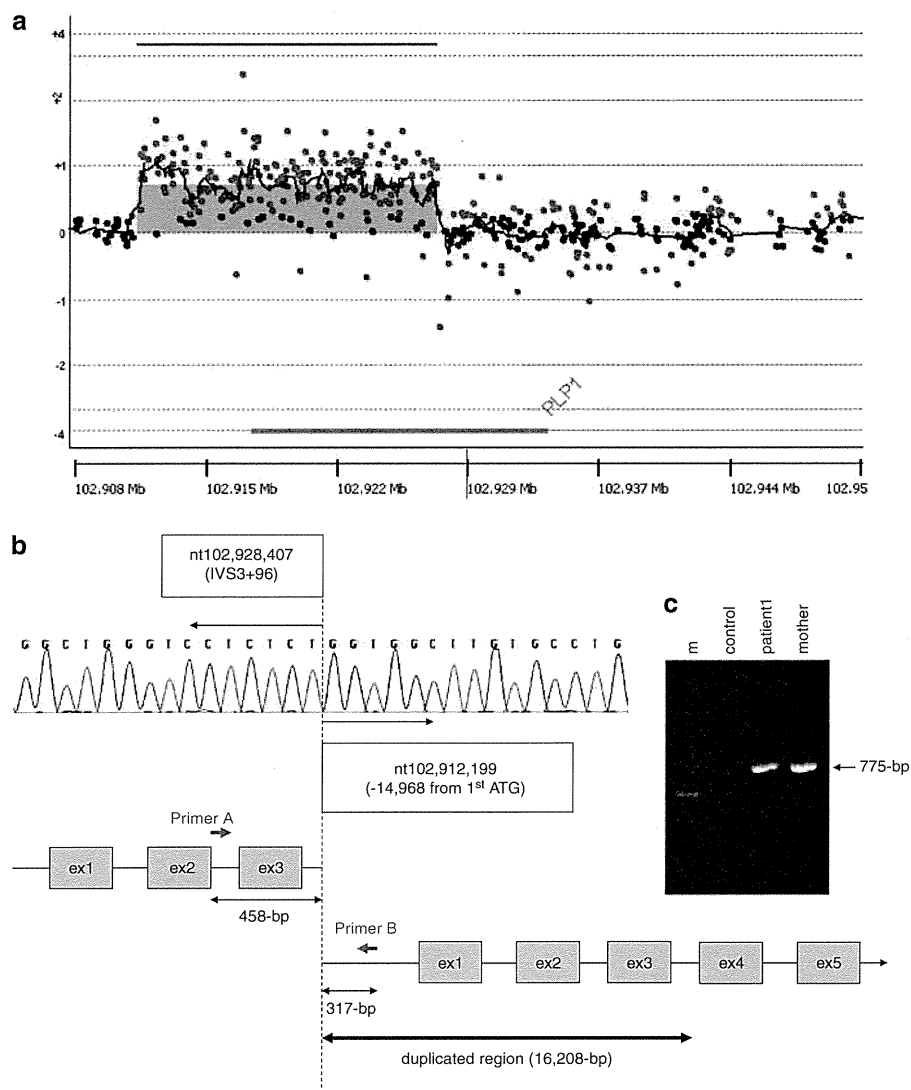 a
+4
+2
+1
0
-1
-2
-4
PLP1
102,908 Mb
102,915 Mb
102,922 Mb
102,929 Mb
102,937 Mb
102,944 Mb
102,95
b
nt102,928,407
(IVS3+96)
G G C T G G G T C C T C T C T G G T G G C T T G T G C C T G
nt102,912,199
(-14,968 from 1st ATG)
Primer A
ex1
ex2
ex3
458-bp
Primer B
ex1
ex2
ex3
ex4
ex5
317-bp
duplicated region (16,208-bp)
c
m
control
patient1
mother
775-bp